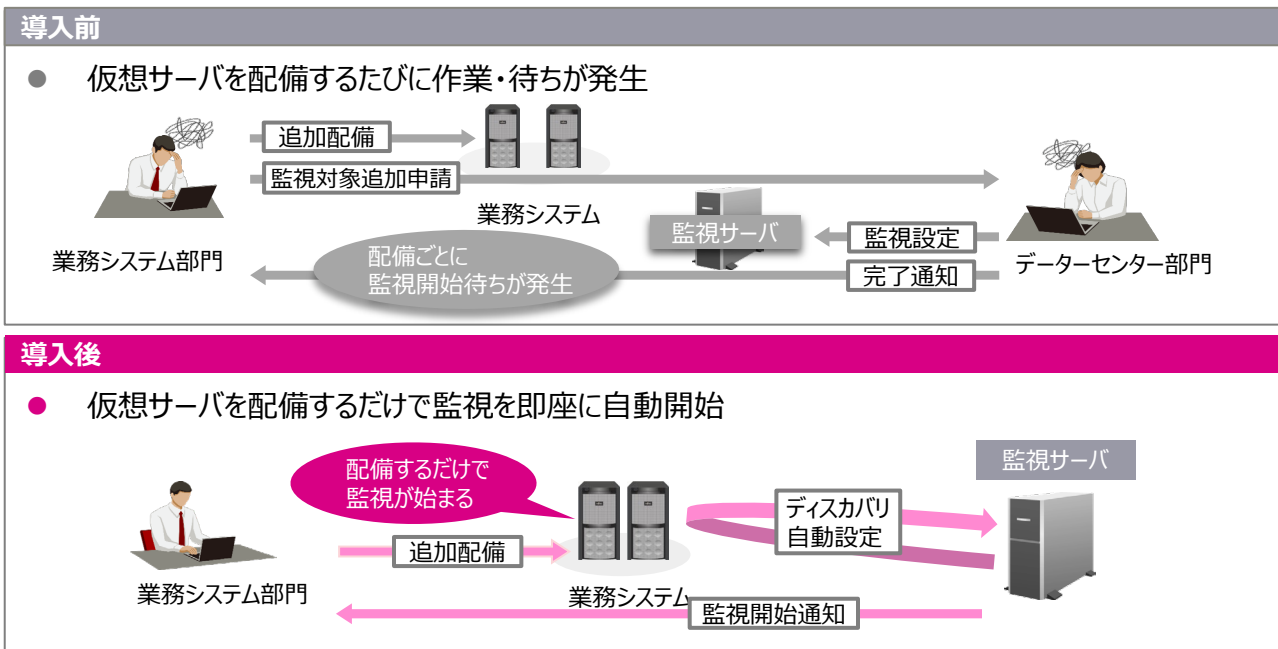 導入前
● 仮想サーバを配備するたびに作業・待ちが発生
追加配備
監視対象追加申請
業務システム
監視サーバ
監視設定
業務システム部門
配備ごとに
監視開始待ちが発生
完了通知
データーセンター部門
導入後
● 仮想サーバを配備するだけで監視を即座に自動開始
監視サーバ
配備するだけで
監視が始まる
ディスカバリ
自動設定
追加配備
業務システム部門
業務システム
監視開始通知